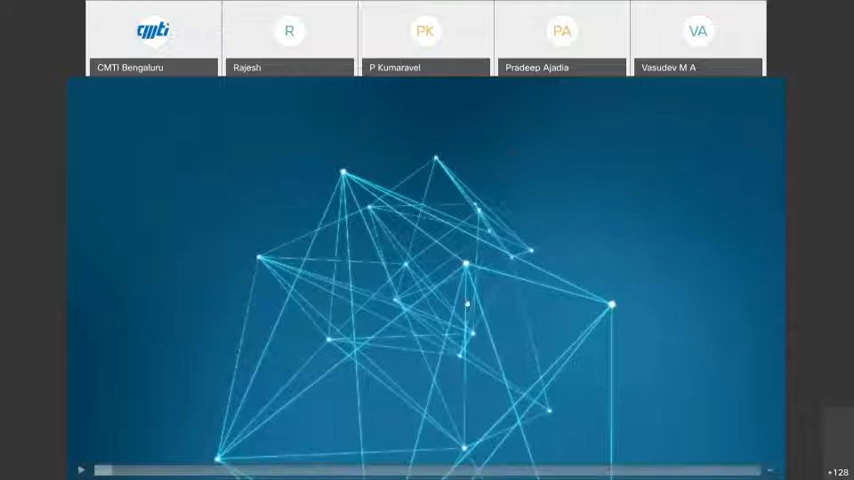 cmti
R
PK
PA
VA
CMTI Bengaluru
Rajesh
P Kumaravel
Pradeep Ajadia
Vasudev M A
+128